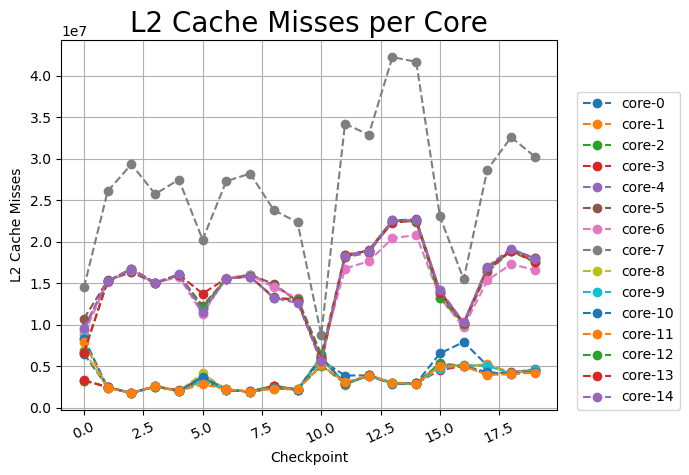 L2 Cache Misses per Core
1e7
4.0
3.5
3.0
2.5
2.0
1.5
1.0
0.5
0.0
L2 Cache Misses
0.0
2.5
5.0
7.5
10.0
12.5
15.0
17.5
Checkpoint
core-0
core-1
core-2
core-3
core-4
core-5
core-6
core-7
core-8
core-9
core-10
core-11
core-12
core-13
core-14